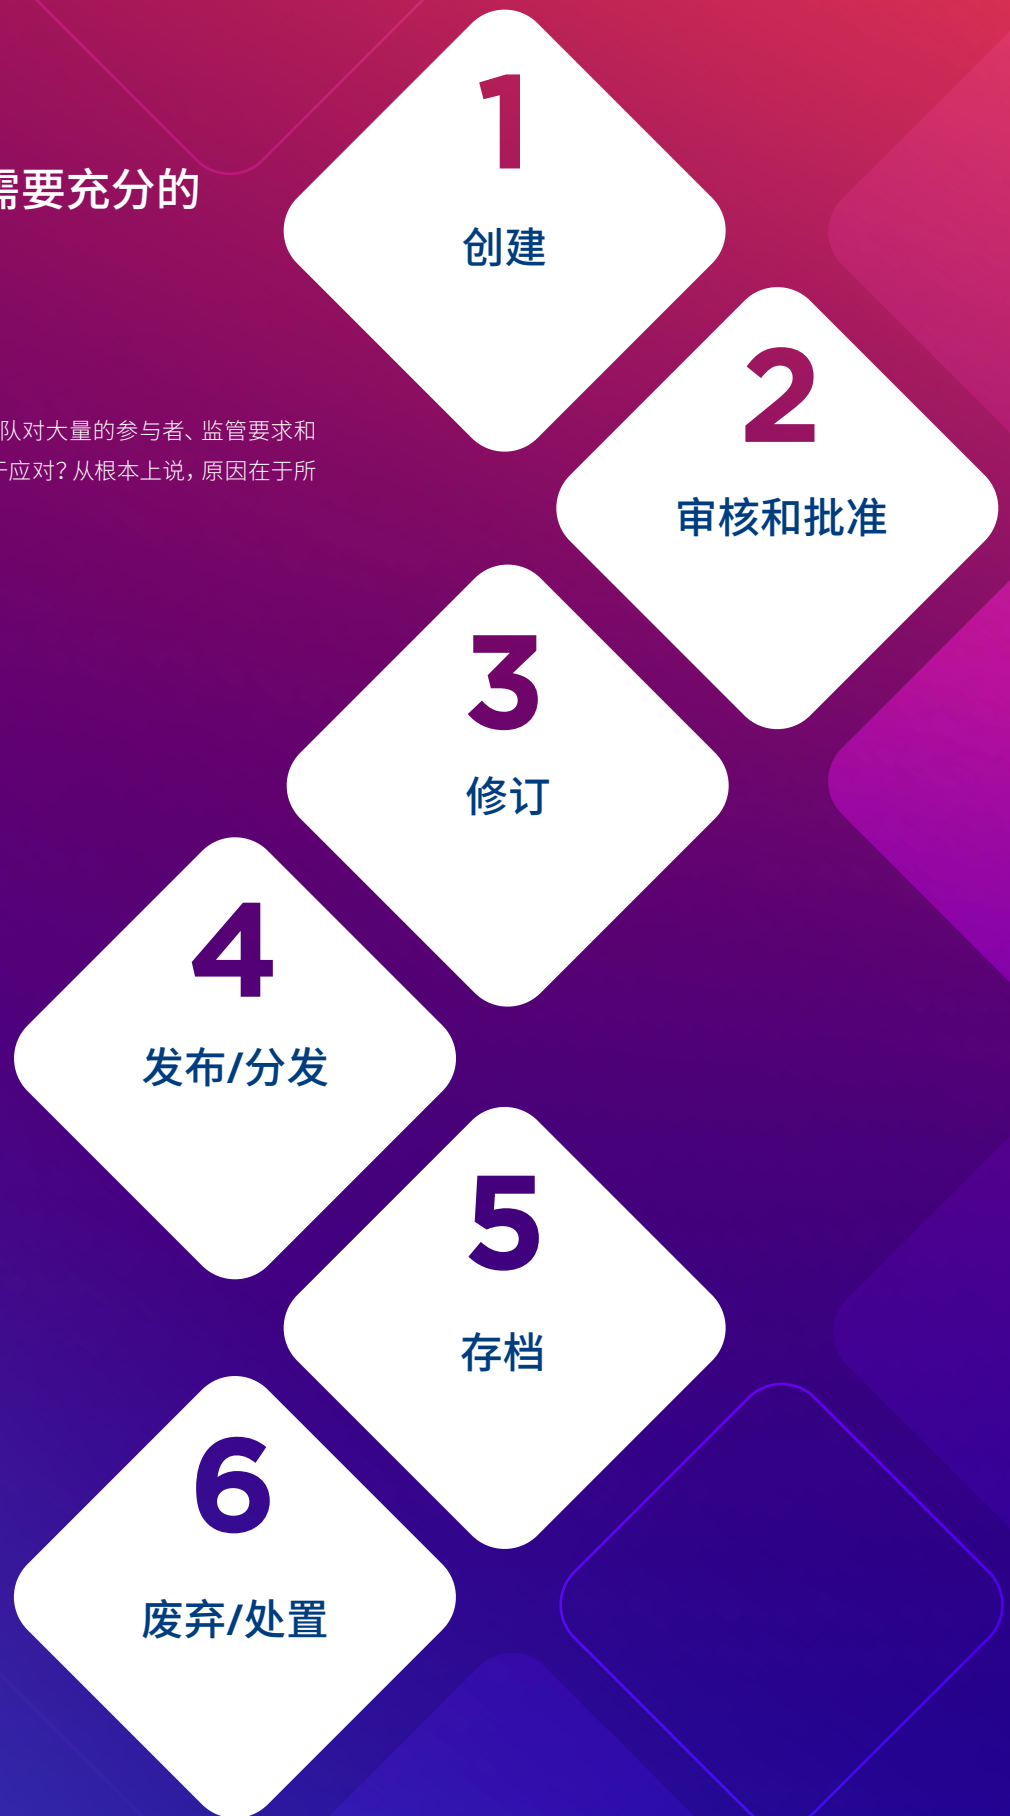 1
创建
需要充分的
2
队对大量的参与者、监管要求和
于应对？从根本上说，原因在于所
审核和批准
3
修订
4
发布/分发
5
存档
6
废弃/处置